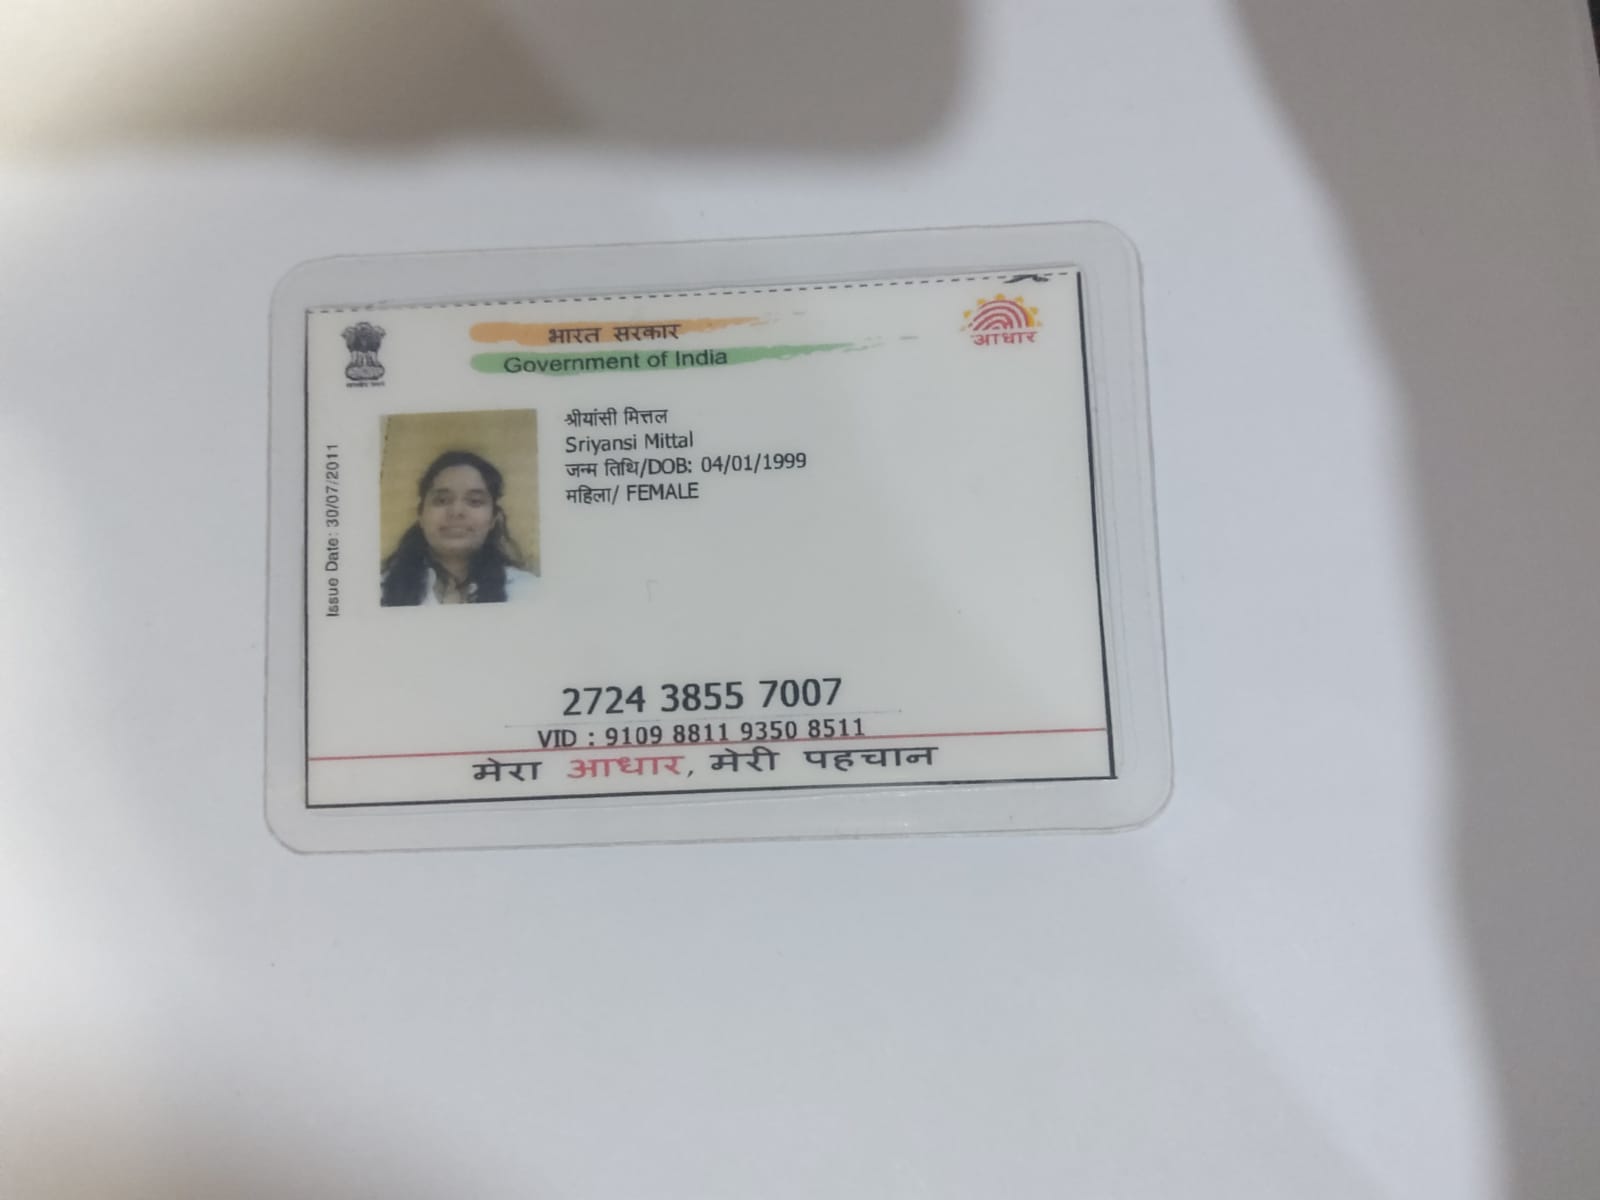 भारत सरकार
Government of India
आधार
Issue Date: 30/07/2011
श्रीयांसी मित्तल
Sriyansi Mittal
जन्म तिथि/DOB: 04/01/1999
महिला/ FEMALE
2724 3855 7007
VID : 9109 8811 9350 8511
मेरा आधार, मेरी पहचान